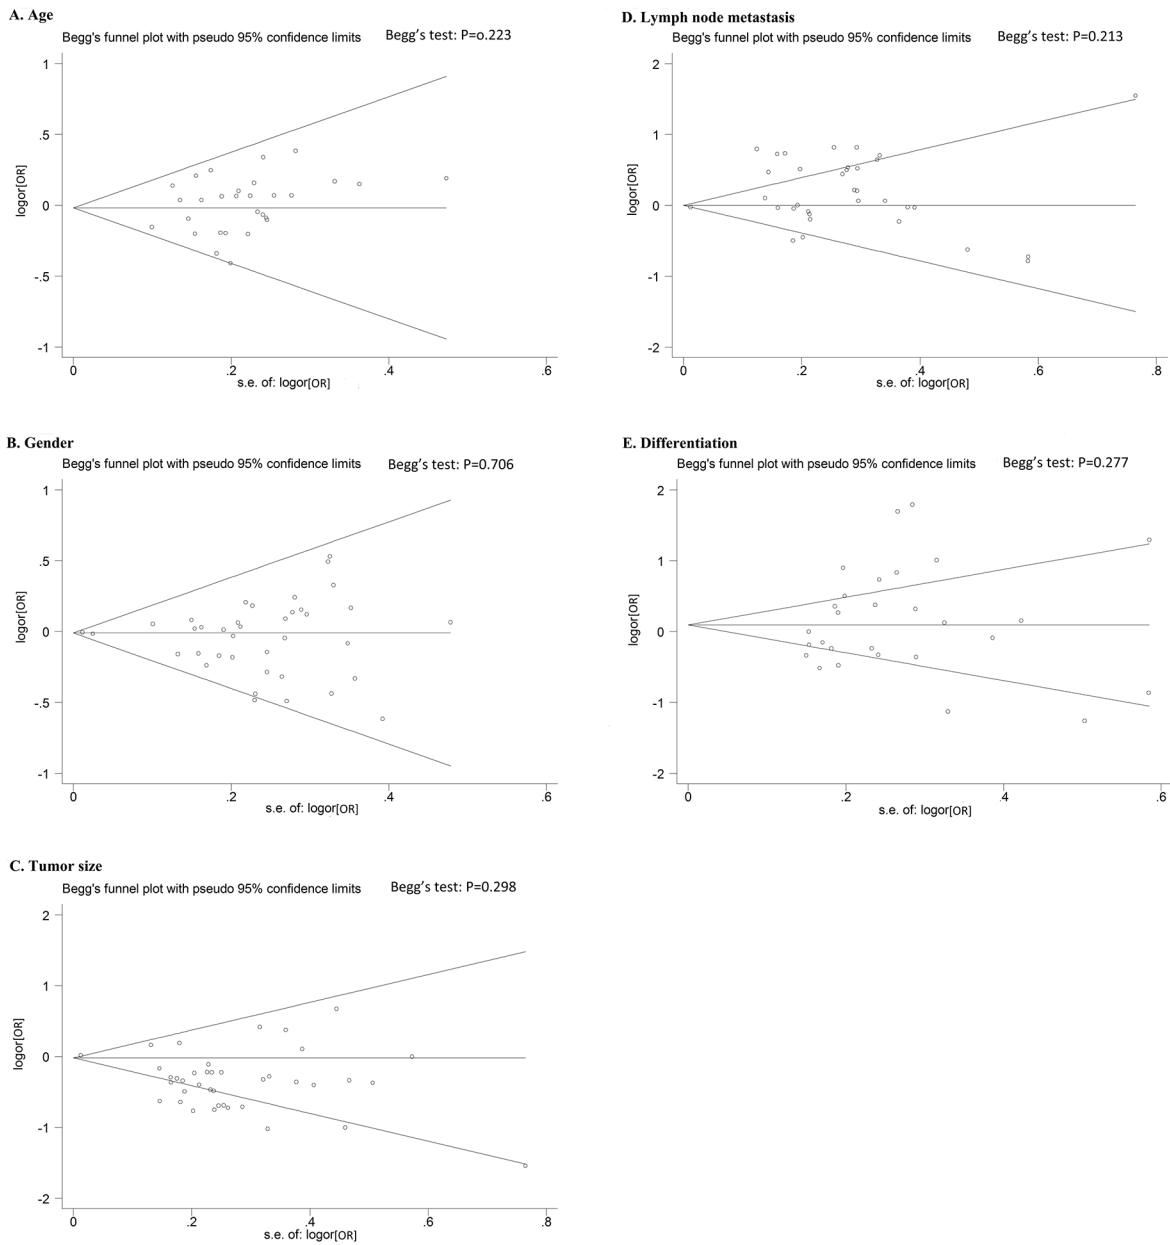 A. Age
Begg's funnel plot with pseudo 95% confidence limits
Begg's test: P=o.223
1
.5
0
-.5
-1
logor[OR]
0 .2 .4 .6
s.e. of: logor[OR]
B. Gender
Begg's funnel plot with pseudo 95% confidence limits
Begg's test: P=0.706
1
.5
0
-.5
-1
logor[OR]
0 .2 .4 .6
s.e. of: logor[OR]
C. Tumor size
Begg's funnel plot with pseudo 95% confidence limits
Begg's test: P=0.298
2
1
0
-1
-2
logor[OR]
0 .2 .4 .6 .8
s.e. of: logor[OR]
D. Lymph node metastasis
Begg's funnel plot with pseudo 95% confidence limits
Begg's test: P=0.213
2
1
0
-1
-2
logor[OR]
0 .2 .4 .6 .8
s.e. of: logor[OR]
E. Differentiation
Begg's funnel plot with pseudo 95% confidence limits
Begg's test: P=0.277
2
1
0
-1
-2
logor[OR]
0 .2 .4 .6
s.e. of: logor[OR]